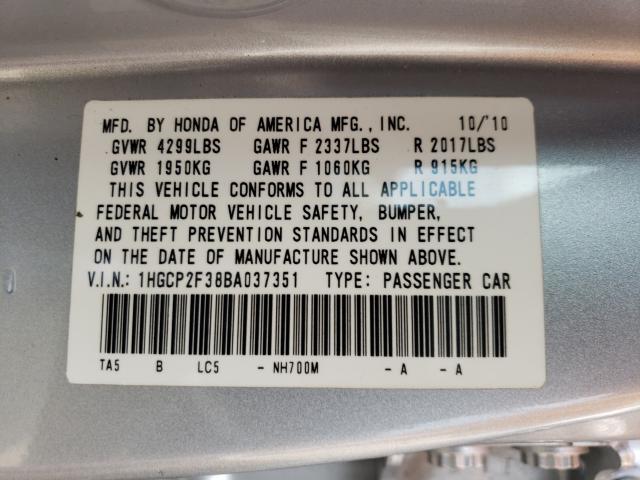 MFD. BY HONDA OF AMERICA MFG., INC. 10/'10
GVWR 4299LBS GAWR F 2337LBS R 2017LBS
GVWR 1950KG GAWR F 1060KG R 915KG
THIS VEHICLE CONFORMS TO ALL APPLICABLE
FEDERAL MOTOR VEHICLE SAFETY, BUMPER,
AND THEFT PREVENTION STANDARDS IN EFFECT
ON THE DATE OF MANUFACTURE SHOWN ABOVE.
V.I.N.: 1HGCP2F38BA037351 TYPE: PASSENGER CAR
TA5 B LC5 - NH700M - A - A